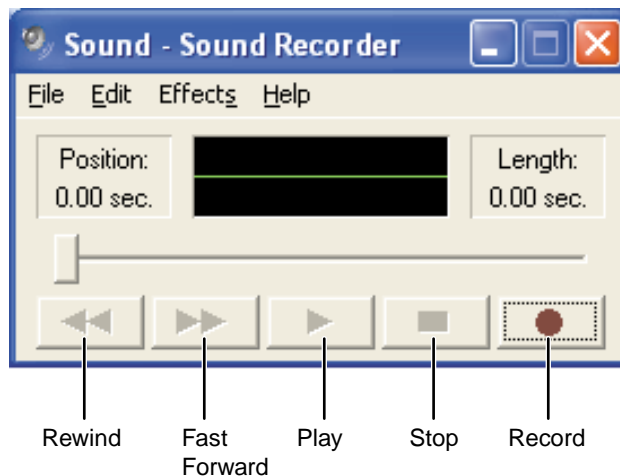 Sound - Sound Recorder
File Edit Effects Help
Position:
0.00 sec.
Length:
0.00 sec.
Rewind
Fast
Forward
Play
Stop
Record